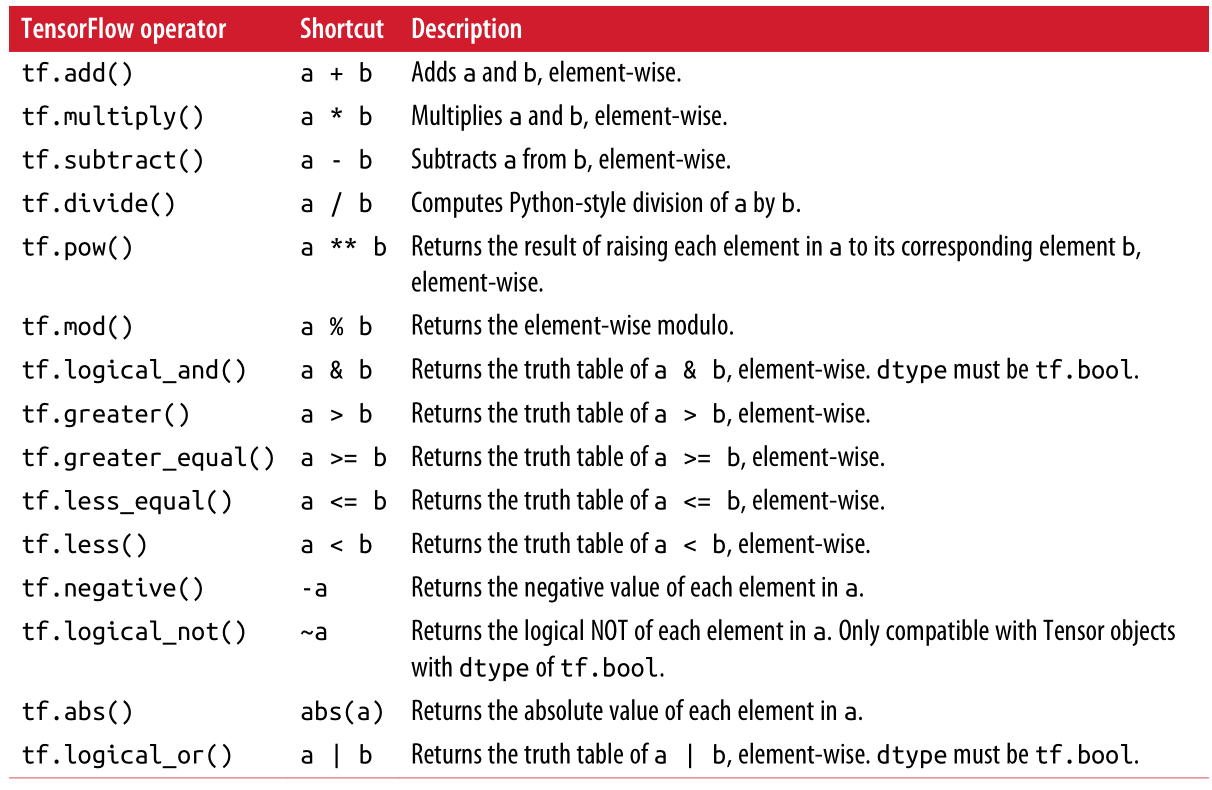 TensorFlow operator Shortcut Description
tf.add() a + b Adds a and b, element-wise.
tf.multiply() a * b Multiplies a and b, element-wise.
tf.subtract() a - b Subtracts a from b, element-wise.
tf.divide() a / b Computes Python-style division of a by b.
tf.pow() a ** b Returns the result of raising each element in a to its corresponding element b,
element-wise.
tf.mod() a % b Returns the element-wise modulo.
tf.logical_and() a & b Returns the truth table of a & b, element-wise. dtype must be tf.bool.
tf.greater() a > b Returns the truth table of a > b, element-wise.
tf.greater_equal() a >= b Returns the truth table of a >= b, element-wise.
tf.less_equal() a <= b Returns the truth table of a <= b, element-wise.
tf.less() a < b Returns the truth table of a < b, element-wise.
tf.negative() -a Returns the negative value of each element in a.
tf.logical_not() ~a Returns the logical NOT of each element in a. Only compatible with Tensor objects
with dtype of tf.bool.
tf.abs() abs(a) Returns the absolute value of each element in a.
tf.logical_or() a | b Returns the truth table of a | b, element-wise. dtype must be tf.bool.